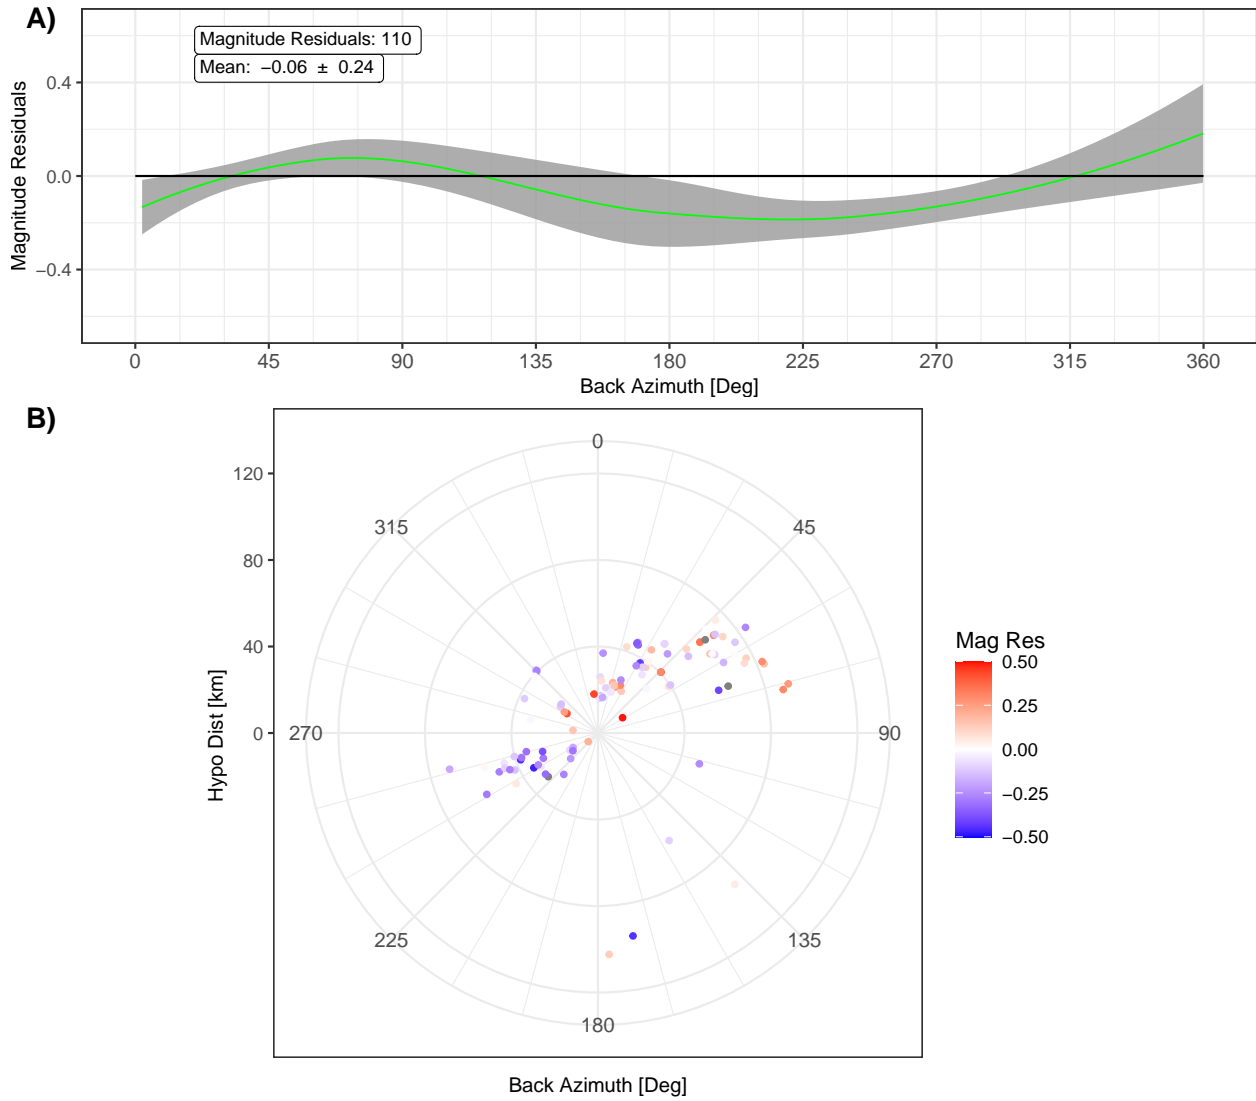 A)
Magnitude Residuals: 110
Mean:  −0.06  ±  0.24
Magnitude Residuals
0.4
0.0
−0.4
0 45 90 135 180 225 270 315 360
Back Azimuth [Deg]
B)
Hypo Dist [km]
120
80
40
0
0
45
90
135
180
225
270
315
Back Azimuth [Deg]
Mag Res
0.50
0.25
0.00
−0.25
−0.50